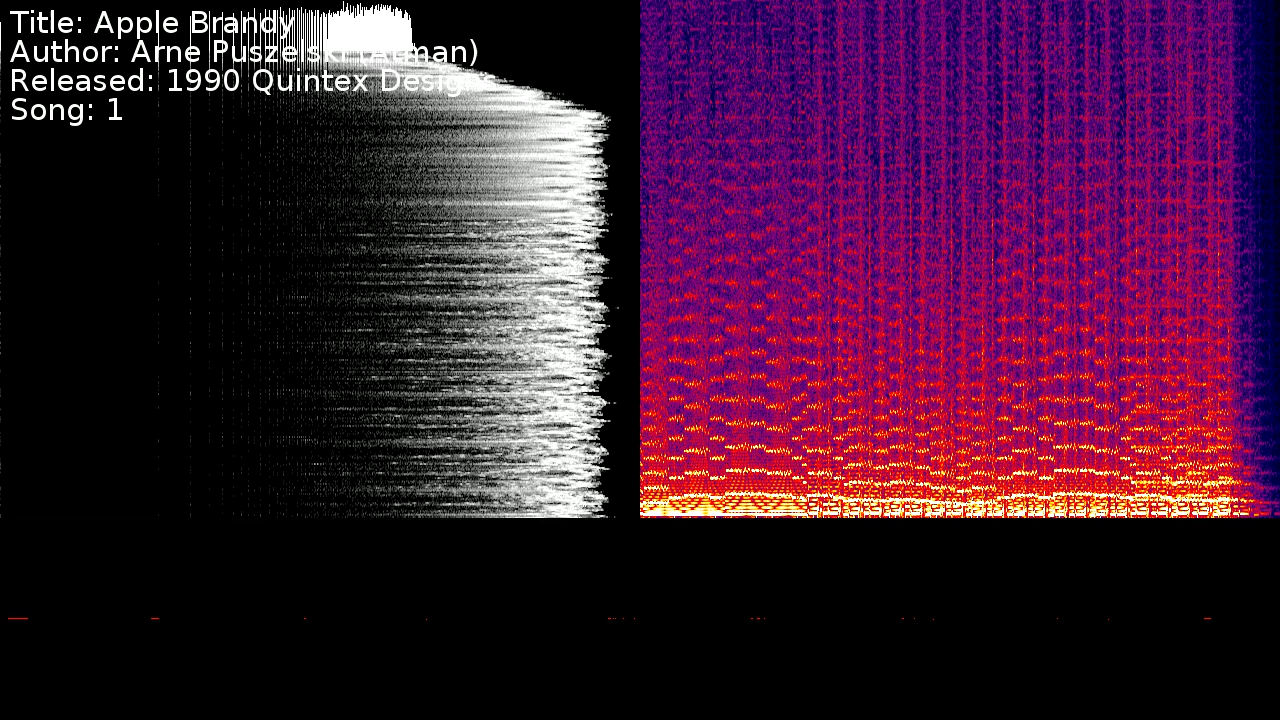 Title: Apple Brandy
Author: Arne Puszelski
Released: 1990 Quintex
Song: 1